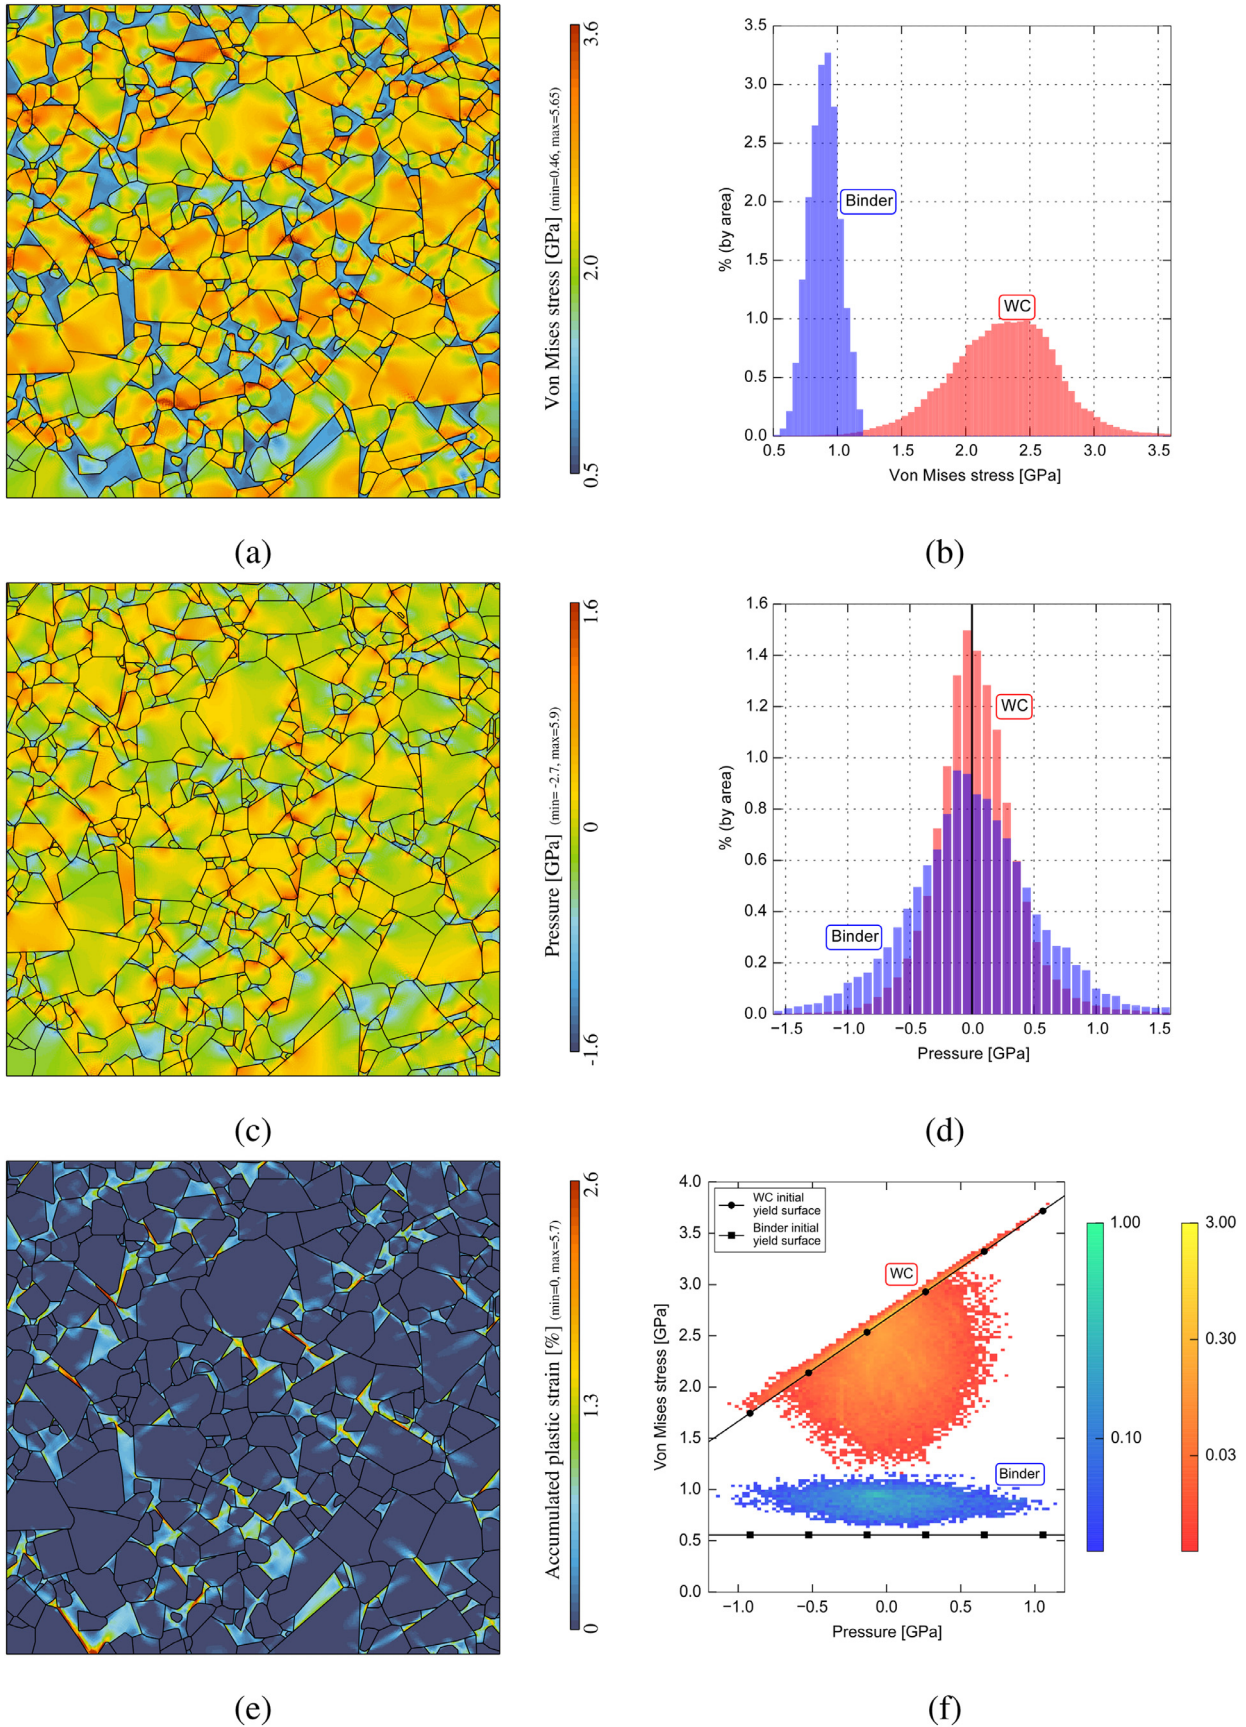 3.6
2.0
0.5
Von Mises stress [GPa] (min=0.46, max=5.65)
(a)
3.5
3.0
2.5
2.0
1.5
1.0
0.5
0.0
% (by area)
Binder
WC
0.5 1.0 1.5 2.0 2.5 3.0 3.5
Von Mises stress [GPa]
(b)
1.6
0
-1.6
Pressure [GPa] (min= -2.7, max=5.9)
(c)
1.6
1.4
1.2
1.0
0.8
0.6
0.4
0.2
0.0
% (by area)
WC
Binder
−1.5 −1.0 −0.5 0.0 0.5 1.0 1.5
Pressure [GPa]
(d)
2.6
1.3
0
Accumulated plastic strain [%] (min=0, max=5.7)
(e)
4.0
3.5
3.0
2.5
2.0
1.5
1.0
0.5
0.0
Von Mises stress [GPa]
WC initial
yield surface
Binder initial
yield surface
WC
Binder
−1.0 −0.5 0.0 0.5 1.0
Pressure [GPa]
1.00
0.10
3.00
0.30
0.03
(f)